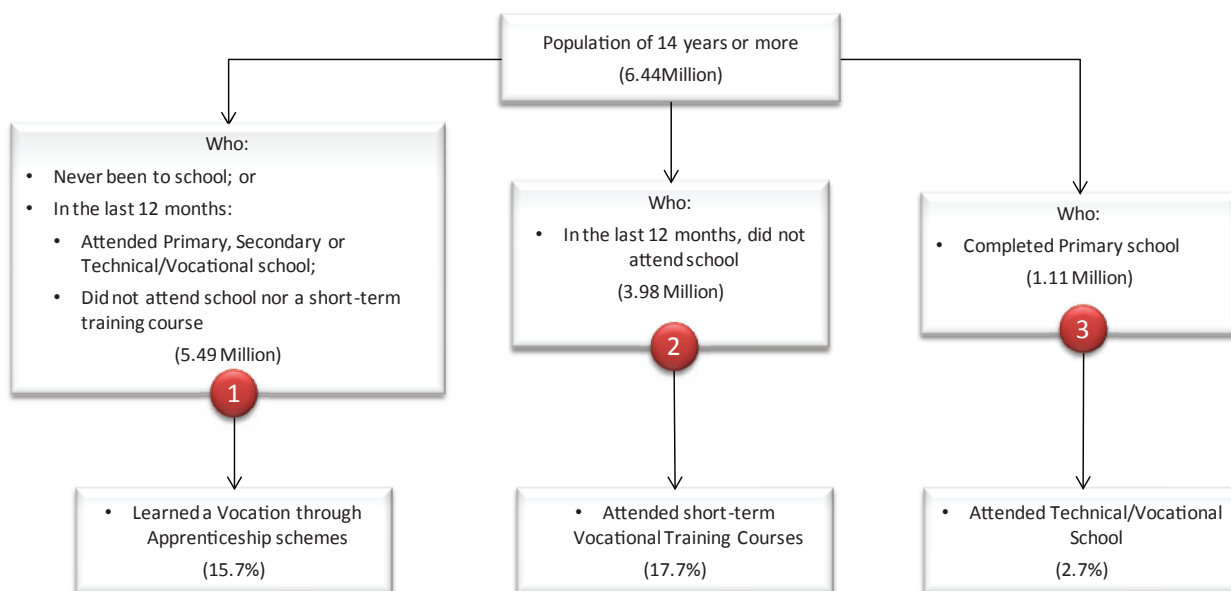 Population of 14 years or more
(6.44Million)
Who:
• Never been to school; or
• In the last 12 months:
• Attended Primary, Secondary or
Technical/Vocational school;
• Did not attend school nor a short-term
training course
(5.49 Million)
1
• Learned a Vocation through
Apprenticeship schemes
(15.7%)
Who:
• In the last 12 months, did not
attend school
(3.98 Million)
2
• Attended short-term
Vocational Training Courses
(17.7%)
Who:
• Completed Primary school
(1.11 Million)
3
• Attended Technical/Vocational
School
(2.7%)